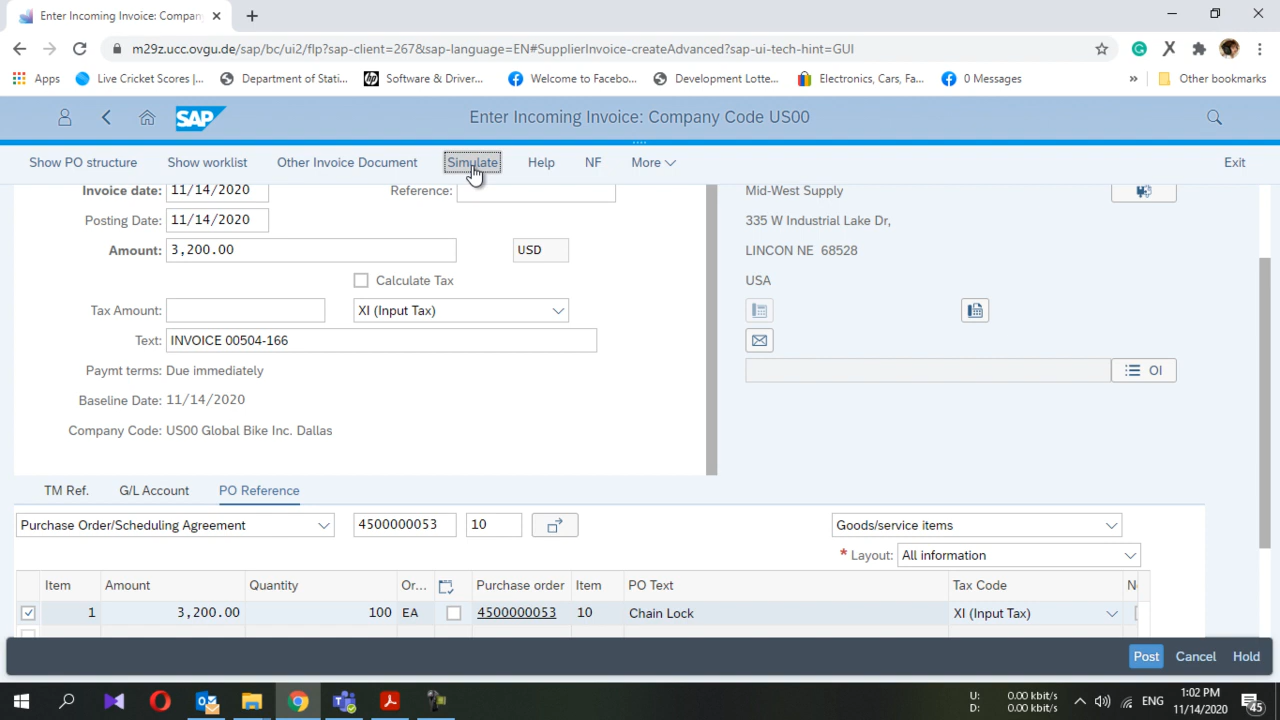 Enter Incoming Invoice: Compan
m29z.ucc.ovgu.de/sap/bc/ui2/flp?sap-client=267&sap-language=EN#SupplierInvoice-createAdvanced?sap-ui-tech-hint=GUI
Apps Live Cricket Scores |... Department of Stati... Software & Driver... Welcome to Facebo... Development Lotte... Electronics, Cars, Fa... 0 Messages » Other bookmarks
SAP Enter Incoming Invoice: Company Code US00
Show PO structure Show worklist Other Invoice Document Simulate Help NF More Exit
Invoice date: 11/14/2020 Reference: Mid-West Supply
Posting Date: 11/14/2020 335 W Industrial Lake Dr,
Amount: 3,200.00 USD LINCON NE 68528
Calculate Tax USA
Tax Amount: XI (Input Tax)
Text: INVOICE 00504-166
Paymt terms: Due immediately OI
Baseline Date: 11/14/2020
Company Code: US00 Global Bike Inc. Dallas
TM Ref. G/L Account PO Reference
Purchase Order/Scheduling Agreement 4500000053 10 Goods/service items
* Layout: All information
Item Amount Quantity Or... Purchase order Item PO Text Tax Code N
1 3,200.00 100 EA 4500000053 10 Chain Lock XI (Input Tax)
Post Cancel Hold
U: 0.00 kbit/s 0.00 kbit/s
D: 0.00 kbit/s 0.00 kbit/s
ENG
1:02 PM
11/14/2020
45